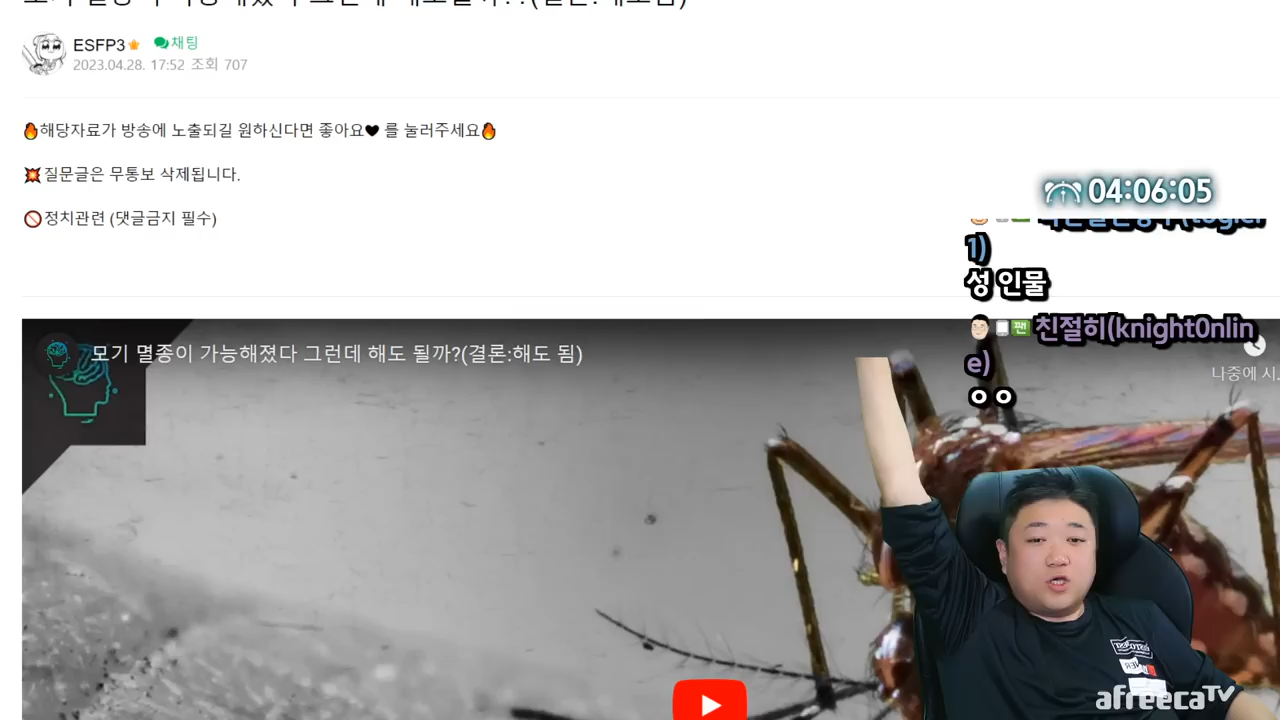 ESFP3 채팅
2023.04.28. 17:52 조회 707
해당자료가 방송에 노출되길 원하신다면 좋아요🖤 를 눌러주세요
질문글은 무통보 삭제됩니다.
정치관련 (댓글금지 필수)
04:06:05
1)
성 인물
팬 친절히(knight0nlin
e)
ㅇㅇ
모기 멸종이 가능해졌다 그런데 해도 될까?(결론:해도 됨)
나중에 시..
afreecaTV